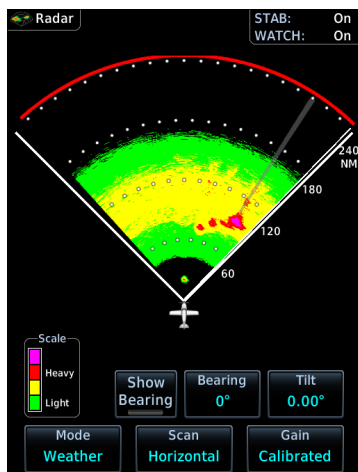 Radar
STAB: On
WATCH: On
240
NM
180
120
60
Scale
Heavy
Light
Show
Bearing
Bearing
0°
Tilt
0.00°
Mode
Weather
Scan
Horizontal
Gain
Calibrated